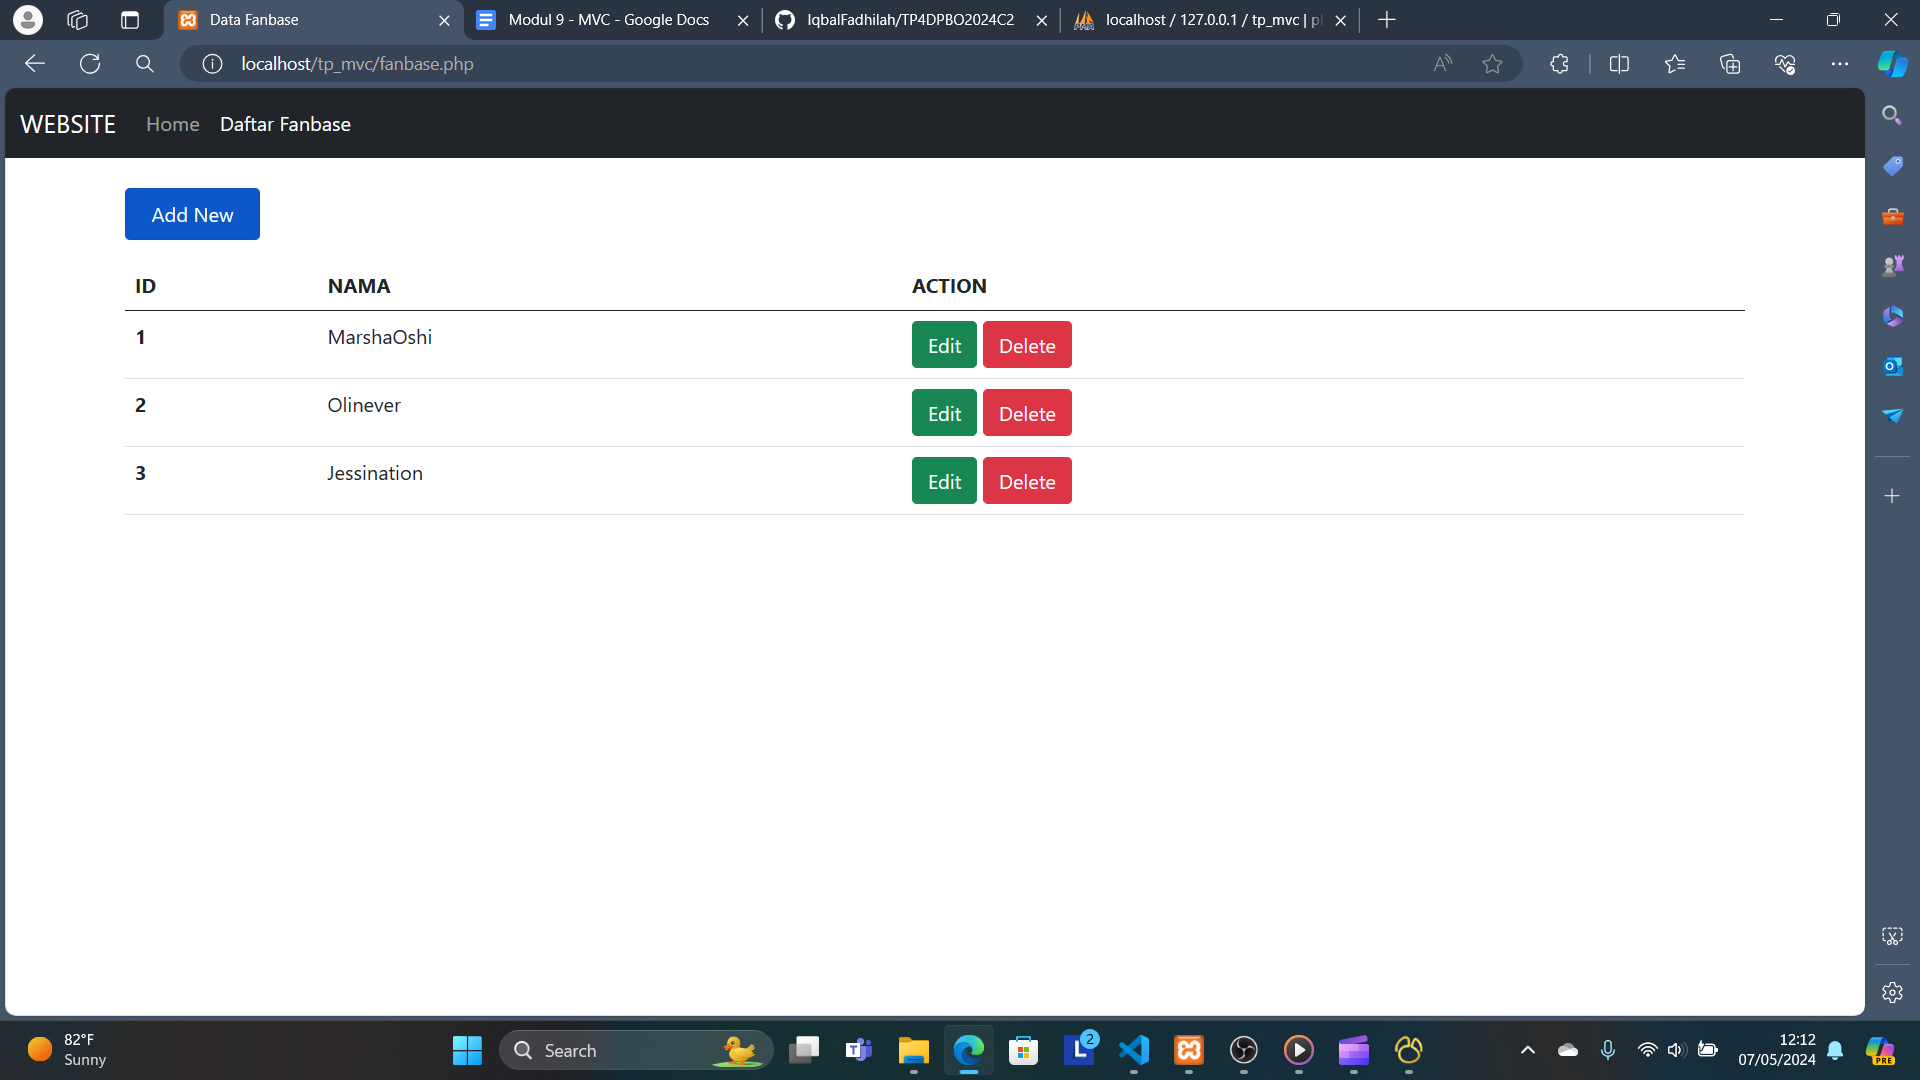 Data Fanbase
Modul 9 - MVC - Google Docs
IqbalFadhilah/TP4DPBO2024C2
localhost / 127.0.0.1 / tp_mvc | p
localhost/tp_mvc/fanbase.php
WEBSITE Home Daftar Fanbase
Add New
ID NAMA ACTION
1 MarshaOshi Edit Delete
2 Olinever Edit Delete
3 Jessination Edit Delete
82°F
Sunny
Search
2
12:12
07/05/2024
PRE